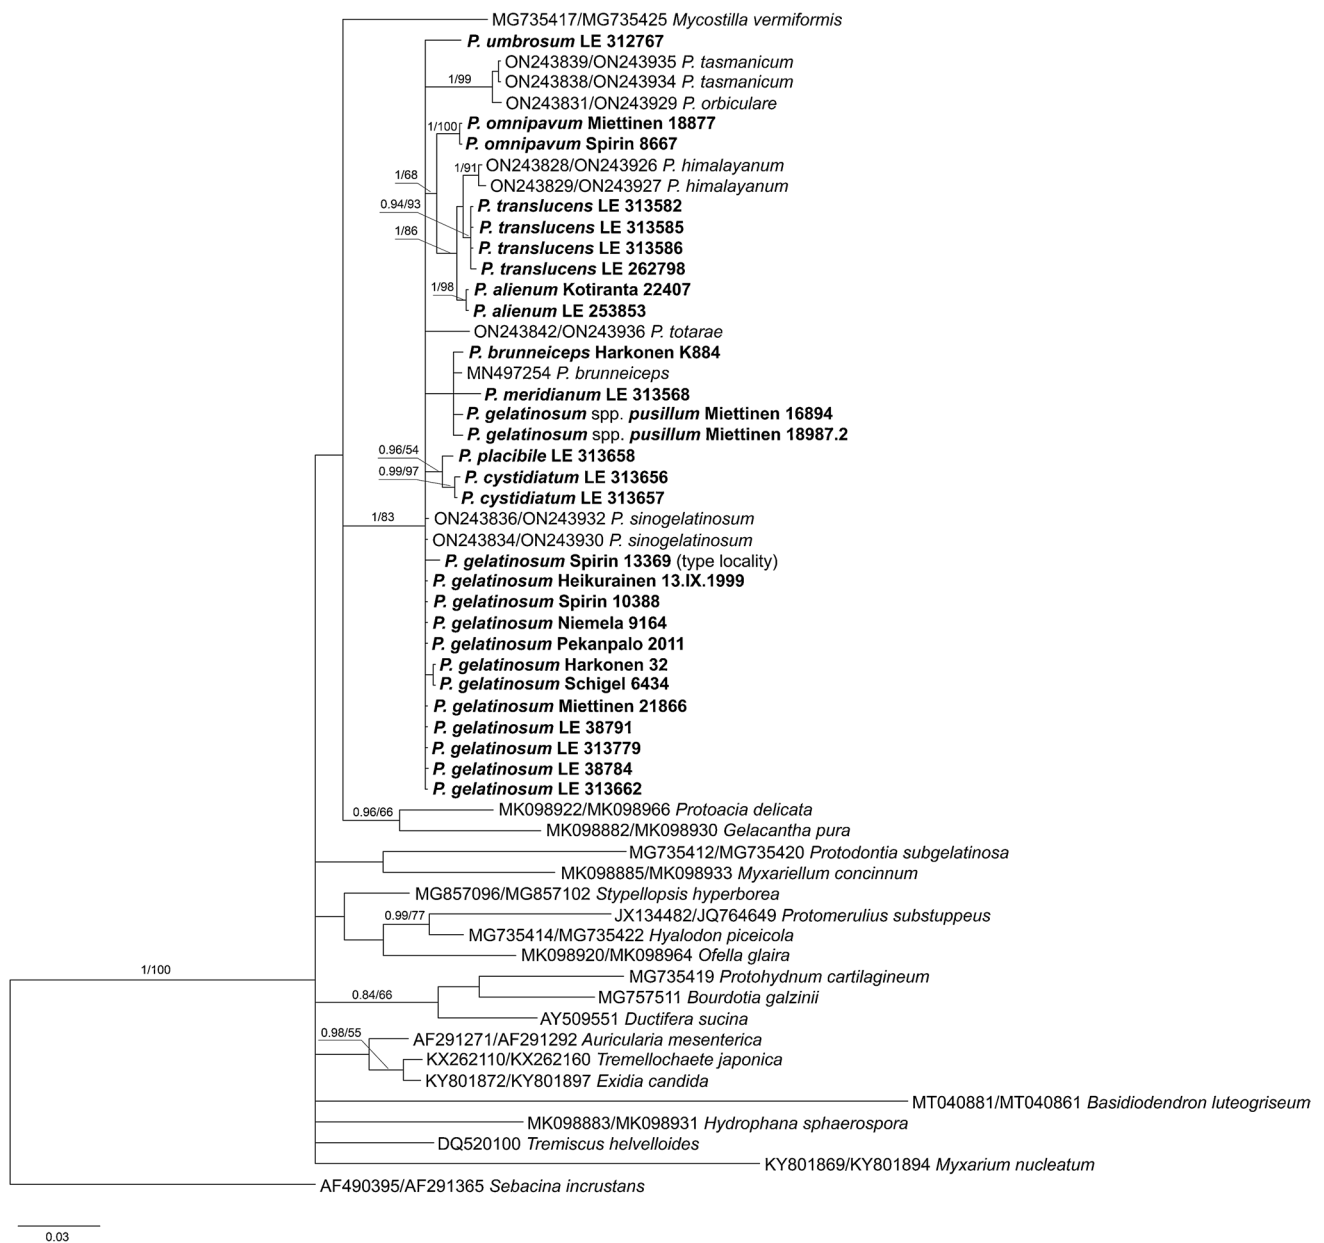 MG735417/MG735425 Mycostilla vermiformis
P. umbrosum LE 312767
ON243839/ON243935 P. tasmanicum
1/99
ON243838/ON243934 P. tasmanicum
ON243831/ON243929 P. orbiculare
P. omnipavum Miettinen 18877
1/100
P. omnipavum Spirin 8667
ON243828/ON243926 P. himalayanum
1/91
1/68
ON243829/ON243927 P. himalayanum
0.94/93
P. translucens LE 313582
P. translucens LE 313585
1/86
P. translucens LE 313586
P. translucens LE 262798
1/98
P. alienum Kotiranta 22407
P. alienum LE 253853
ON243842/ON243936 P. totarae
P. brunneiceps Harkonen K884
MN497254 P. brunneiceps
P. meridianum LE 313568
P. gelatinosum spp. pusillum Miettinen 16894
P. gelatinosum spp. pusillum Miettinen 18987.2
0.96/54
P. placibile LE 313658
0.99/97
P. cystidiatum LE 313656
P. cystidiatum LE 313657
1/83
ON243836/ON243932 P. sinogelatinosum
ON243834/ON243930 P. sinogelatinosum
P. gelatinosum Spirin 13369 (type locality)
P. gelatinosum Heikurainen 13.IX.1999
P. gelatinosum Spirin 10388
P. gelatinosum Niemela 9164
P. gelatinosum Pekanpalo 2011
P. gelatinosum Harkonen 32
P. gelatinosum Schigel 6434
P. gelatinosum Miettinen 21866
P. gelatinosum LE 38791
P. gelatinosum LE 313779
P. gelatinosum LE 38784
P. gelatinosum LE 313662
0.96/66
MK098922/MK098966 Protoacia delicata
MK098882/MK098930 Gelacantha pura
MG735412/MG735420 Protodontia subgelatinosa
MK098885/MK098933 Myxariellum concinnum
MG857096/MG857102 Stypellopsis hyperborea
0.99/77
JX134482/JQ764649 Protomerulius substuppeus
MG735414/MG735422 Hyalodon piceicola
MK098920/MK098964 Ofella glaira
1/100
MG735419 Protohydnum cartilagineum
0.84/66
MG757511 Bourdotia galzinii
AY509551 Ductifera sucina
0.98/55
AF291271/AF291292 Auricularia mesenterica
KX262110/KX262160 Tremellochaete japonica
KY801872/KY801897 Exidia candida
MT040881/MT040861 Basidiodendron luteogriseum
MK098883/MK098931 Hydrophana sphaerospora
DQ520100 Tremiscus helvelloides
KY801869/KY801894 Myxarium nucleatum
AF490395/AF291365 Sebacina incrustans
0.03